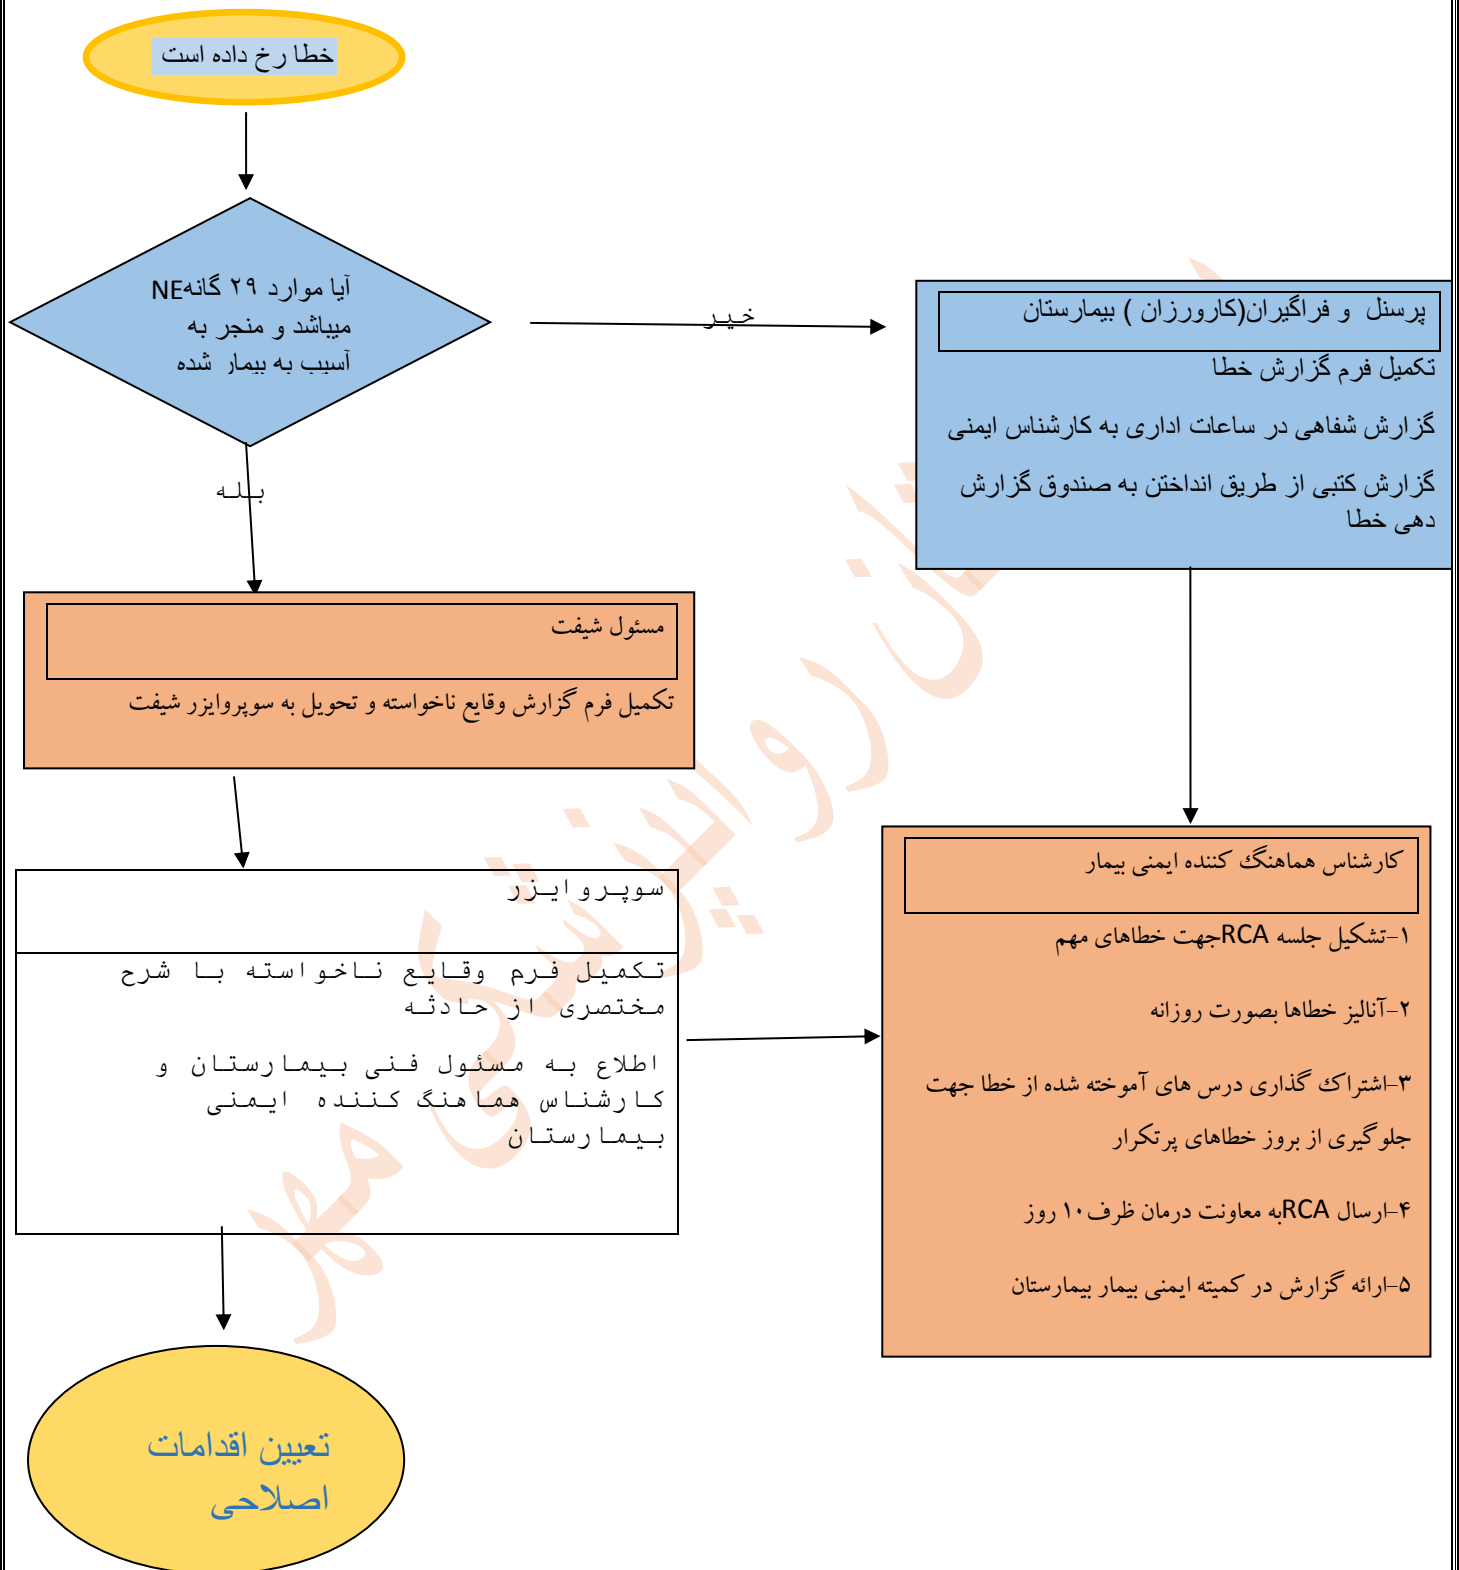 خطا رخ داده است
آیا موارد ۲۹ گانهNE
میباشد و منجر به
آسیب به بیمار شده
خیر
بله
پرسنل و فراگیران(کارورزان ) بیمارستان
تکمیل فرم گزارش خطا
گزارش شفاهی در ساعات اداری به کارشناس ایمنی
گزارش کتبی از طریق انداختن به صندوق گزارش
دهی خطا
مسئول شیفت
تکمیل فرم گزارش وقایع ناخواسته و تحویل به سوپروایزر شیفت
سوپروایزر
تکمیل فرم وقایع ناخواسته با شرح
مختصری از حادثه
اطلاع به مسئول فنی بیمارستان و
کارشناس هماهنگ کننده ایمنی
بیمارستان
کارشناس هماهنگ کننده ایمنی بیمار
۱-تشکیل جلسه RCAجهت خطاهای مهم
۲-آنالیز خطاها بصورت روزانه
۳-اشتراک گذاری درس های آموخته شده از خطا جهت
جلوگیری از بروز خطاهای پرتکرار
۴-ارسال RCAبه معاونت درمان ظرف۱۰ روز
۵-ارائه گزارش در کمیته ایمنی بیمار بیمارستان
تعیین اقدامات
اصلاحی
روانپزشکی مهر